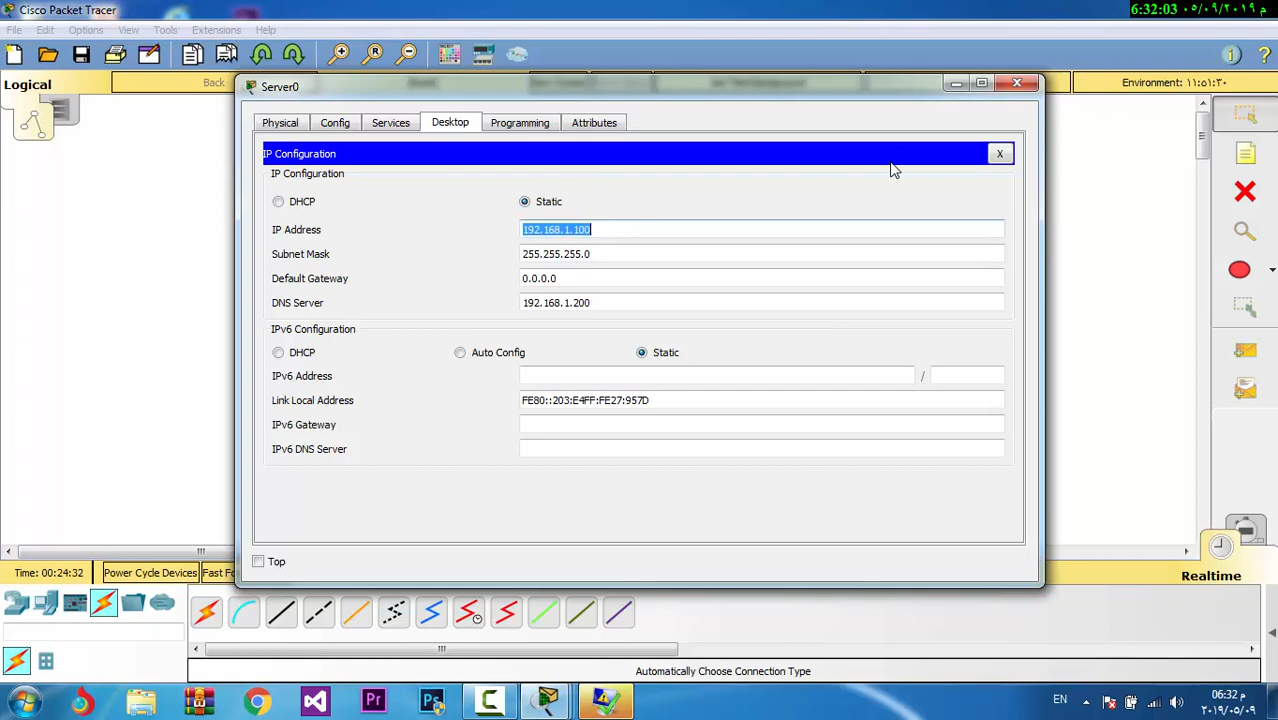 Cisco Packet Tracer
6:32:03 م ٠٥/٠٩/٢٠١٩
File Edit Options View Tools Extensions Help
Logical
Back
Environment: ١١:٥١:٣٠
Server0
Physical Config Services Desktop Programming Attributes
IP Configuration
X
IP Configuration
DHCP Static
IP Address 192.168.1.100
Subnet Mask 255.255.255.0
Default Gateway 0.0.0.0
DNS Server 192.168.1.200
IPv6 Configuration
DHCP Auto Config Static
IPv6 Address /
Link Local Address FE80::203:E4FF:FE27:957D
IPv6 Gateway
IPv6 DNS Server
Top
Time: 00:24:32 Power Cycle Devices Fast Fo
Realtime
Automatically Choose Connection Type
EN
م 06:32
٢٠١٩/٠٥/٠٩